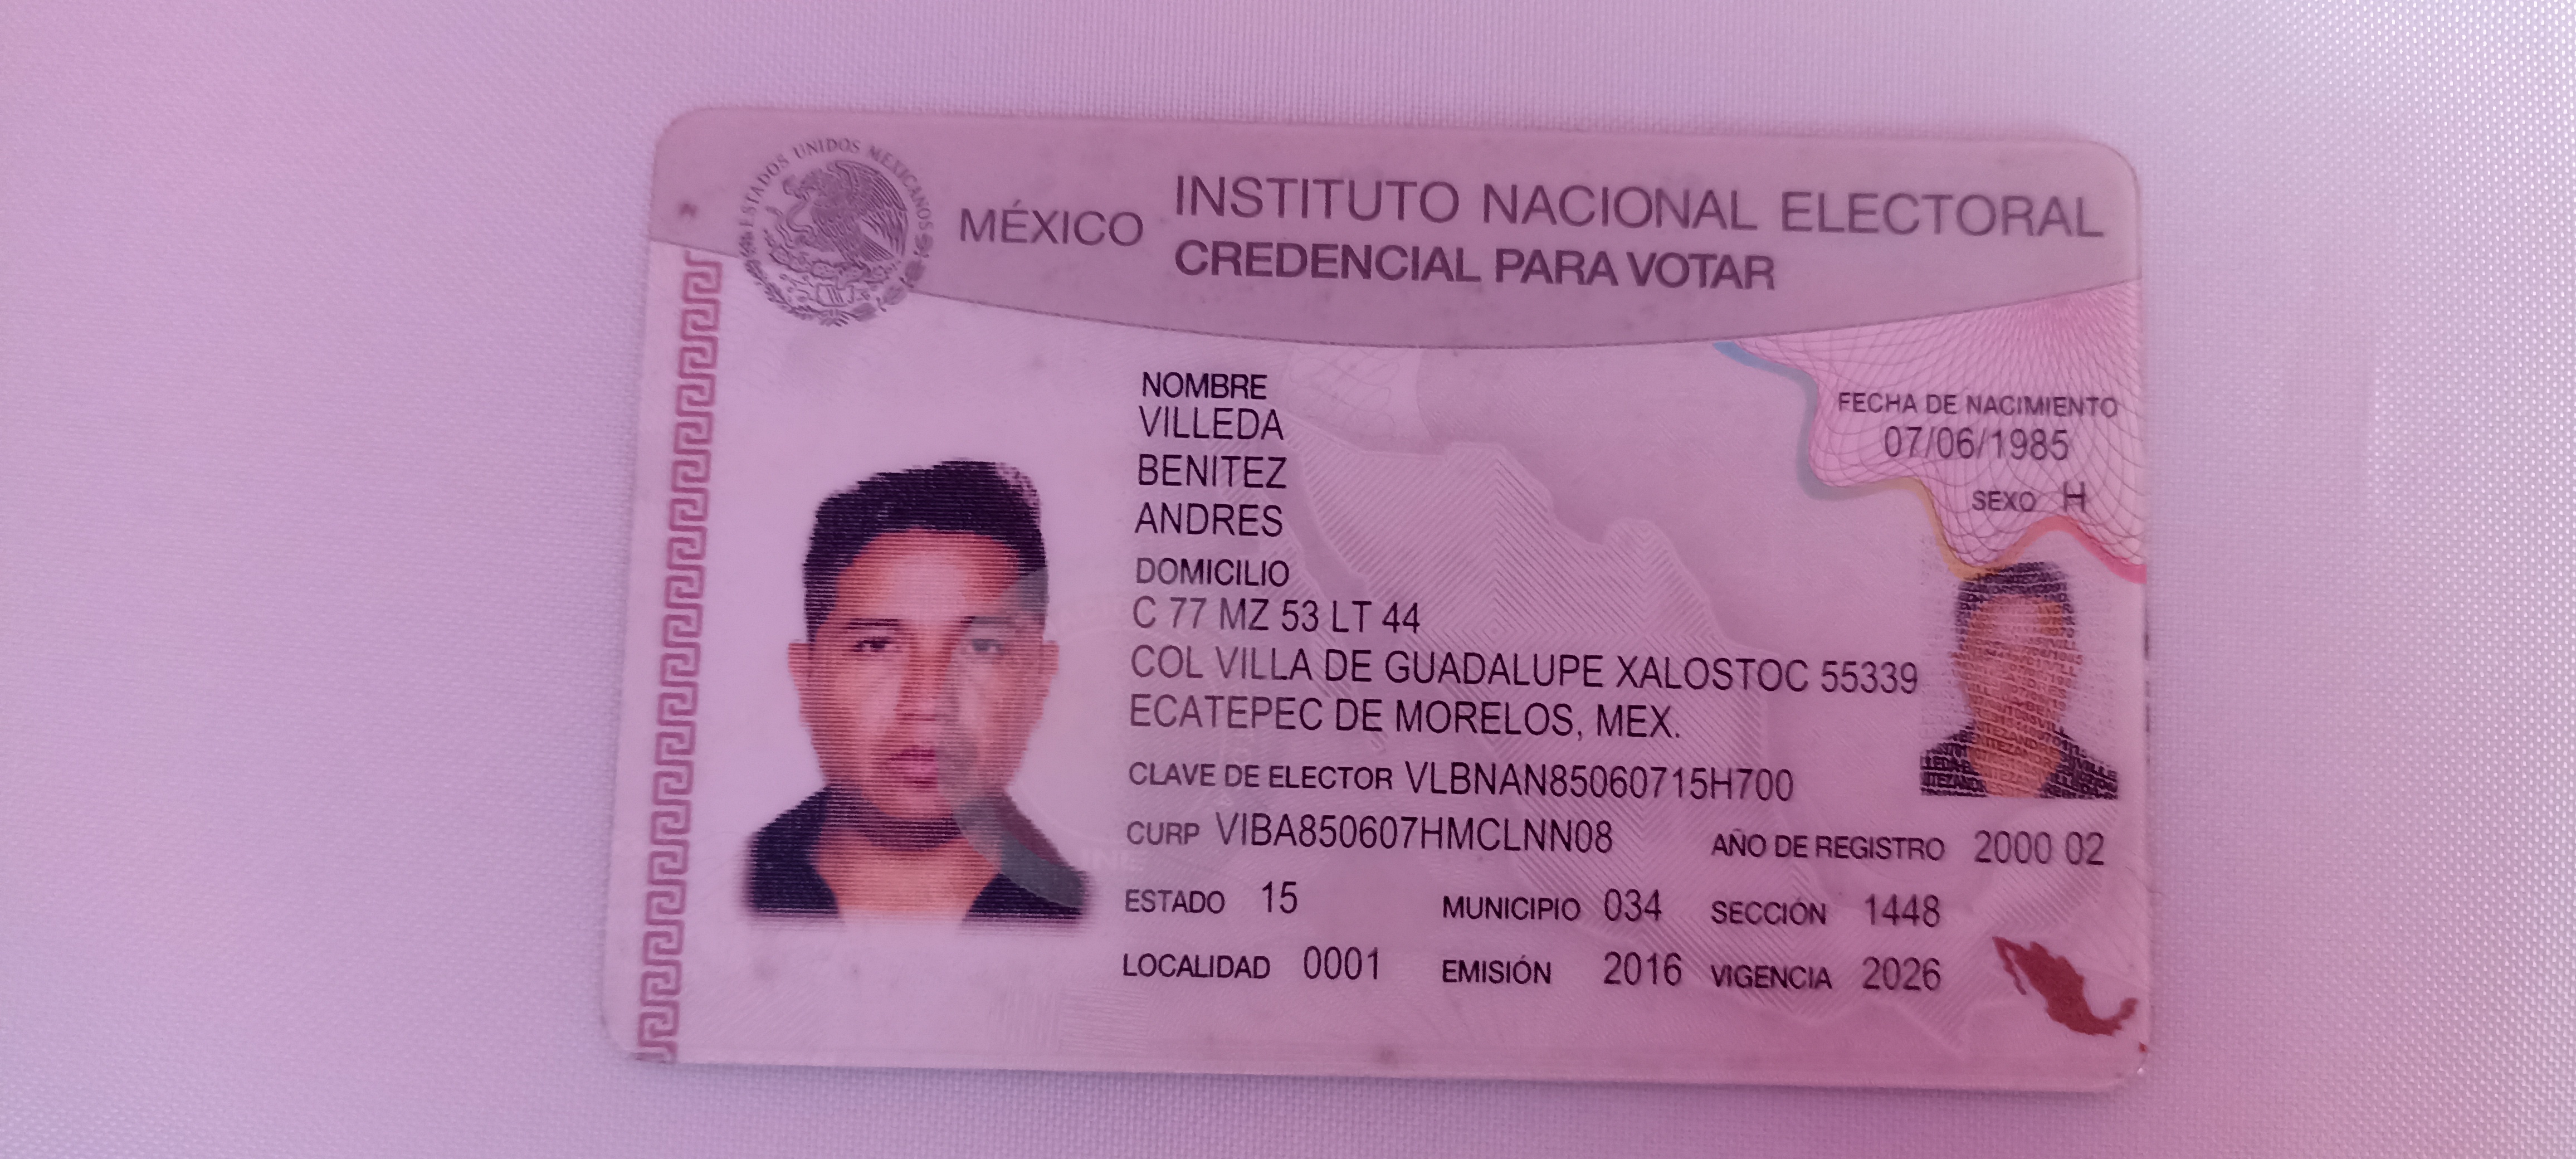 ESTADOS UNIDOS MEXICANOS
MÉXICO
INSTITUTO NACIONAL ELECTORAL
CREDENCIAL PARA VOTAR
NOMBRE
VILLEDA
BENITEZ
ANDRES
FECHA DE NACIMIENTO
07/06/1985
SEXO H
DOMICILIO
C 77 MZ 53 LT 44
COL VILLA DE GUADALUPE XALOSTOC 55339
ECATEPEC DE MORELOS, MEX.
CLAVE DE ELECTOR VLBNAN85060715H700
CURP VIBA850607HMCLNN08 AÑO DE REGISTRO 2000 02
ESTADO 15 MUNICIPIO 034 SECCIÓN 1448
LOCALIDAD 0001 EMISIÓN 2016 VIGENCIA 2026